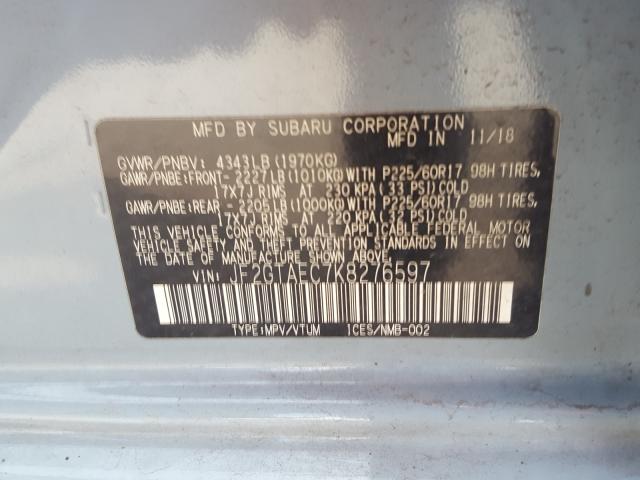 MFD BY SUBARU CORPORATION
MFD IN 11/18
GVWR/PNBV: 4343LB(1970KG)
GAWR/PNBE:FRONT- 2227LB(1010KG)WITH P225/60R17 98H TIRES,
17X7J RIMS AT 230 KPA(33 PSI)COLD
GAWR/PNBE:REAR - 2205LB(1000KG)WITH P225/60R17 98H TIRES,
17X7J RIMS AT 220 KPA(32 PSI)COLD
THIS VEHICLE CONFORMS TO ALL APPLICABLE FEDERAL MOTOR
VEHICLE SAFETY AND THEFT PREVENTION STANDARDS IN EFFECT ON
THE DATE OF MANUFACTURE SHOWN ABOVE.
VIN: JF2GTAEC7K8276597
TYPE:MPV/VTUM ICES/NMB-002